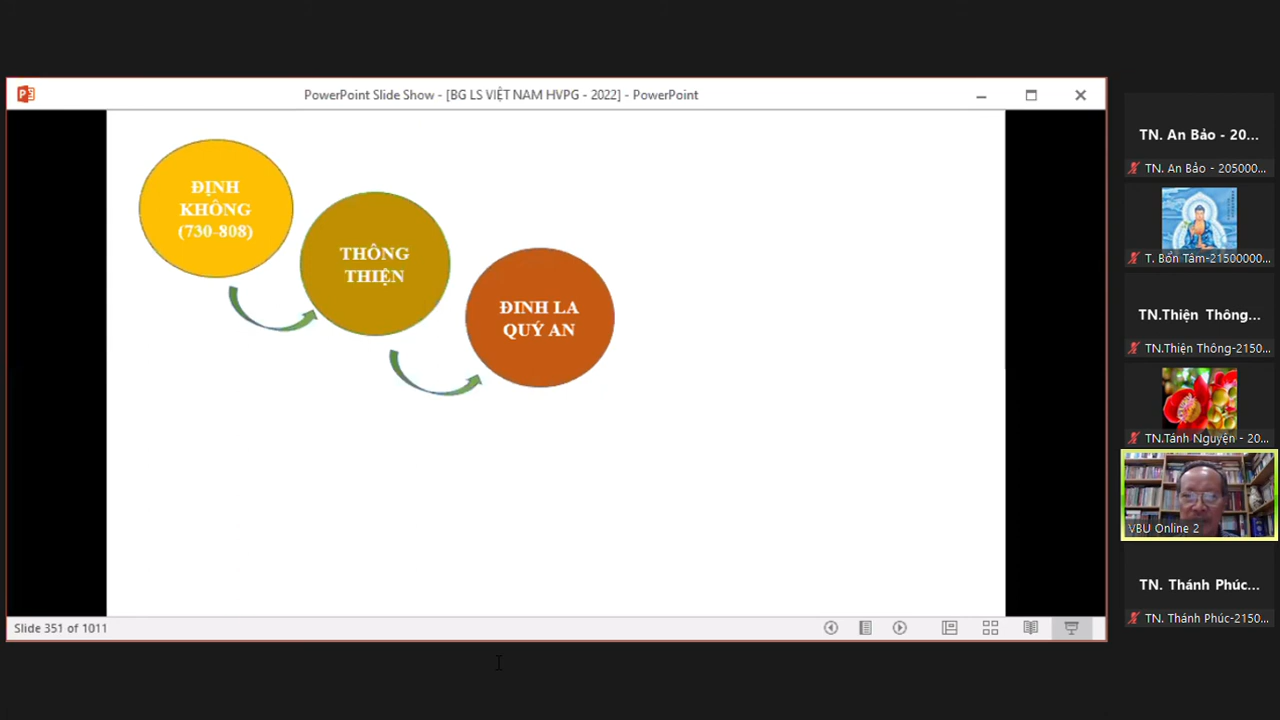 PowerPoint Slide Show - [BG LS VIỆT NAM HVPG - 2022] - PowerPoint
ĐỊNH
KHÔNG
(730-808)
THÔNG
THIỆN
ĐINH LA
QUÝ AN
Slide 351 of 1011
TN. An Bảo - 20...
TN. An Bảo - 205000...
T. Bổn Tâm-21500000...
TN.Thiện Thông...
TN.Thiện Thông-2150...
TN.Tánh Nguyện - 20...
VBU Online 2
TN. Thánh Phúc...
TN. Thánh Phúc-2150...